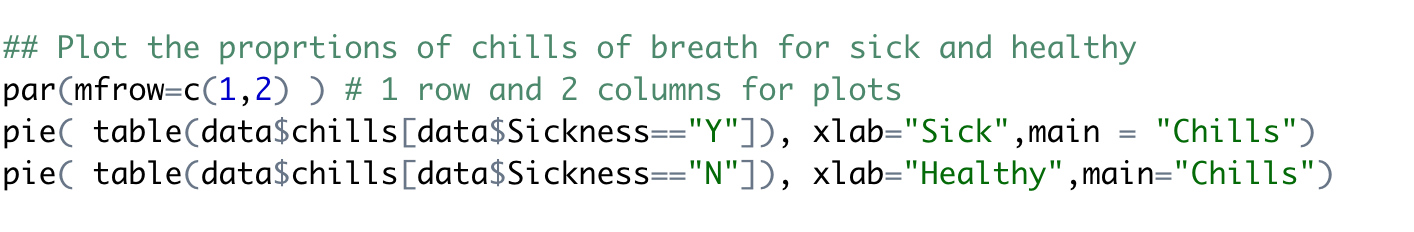 ## Plot the proprtions of chills of breath for sick and healthy
par(mfrow=c(1,2) ) # 1 row and 2 columns for plots
pie( table(data$chills[data$Sickness=="Y"]), xlab="Sick",main = "Chills")
pie( table(data$chills[data$Sickness=="N"]), xlab="Healthy",main="Chills")